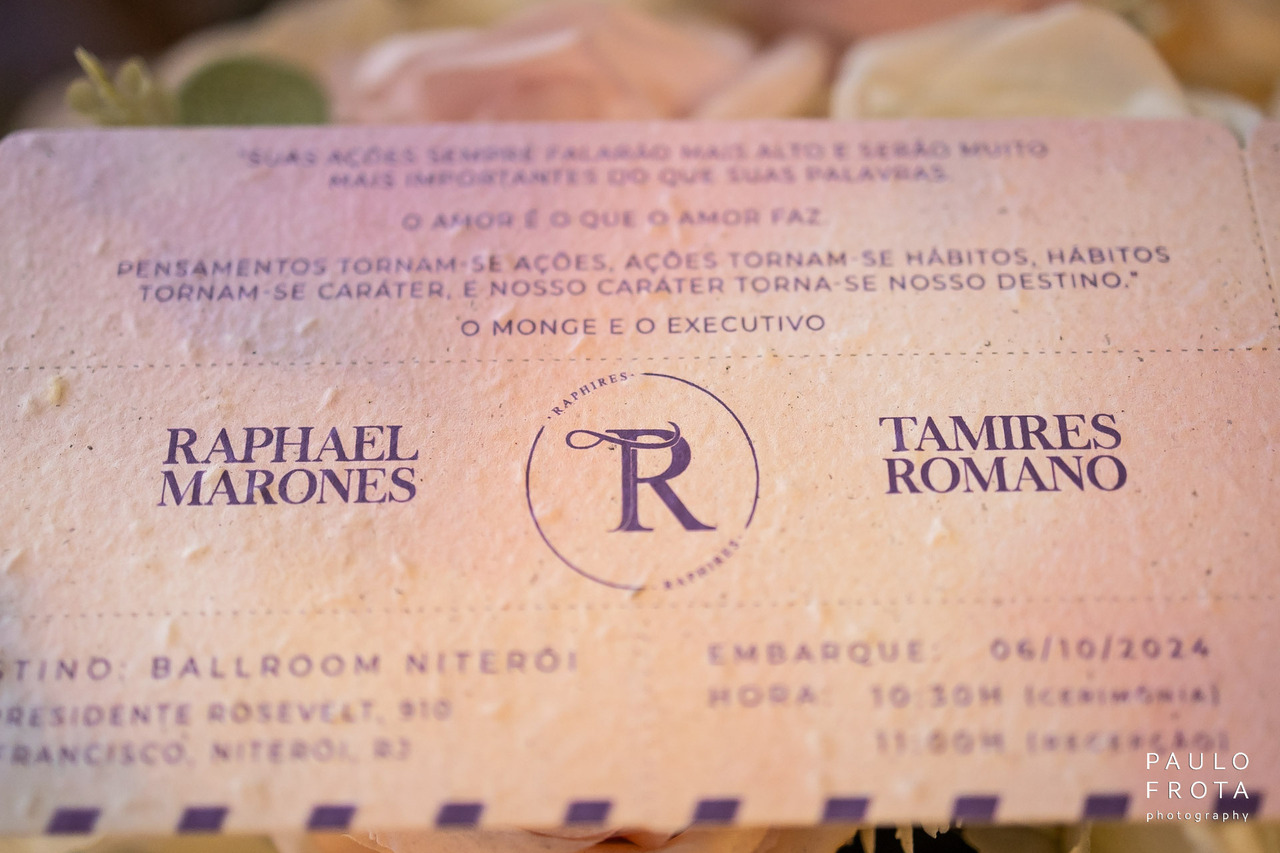 "SUAS AÇÕES SEMPRE FALARÃO MAIS ALTO E SERÃO MUITO
MAIS IMPORTANTES DO QUE SUAS PALAVRAS.
O AMOR É O QUE O AMOR FAZ.
PENSAMENTOS TORNAM-SE AÇÕES, AÇÕES TORNAM-SE HÁBITOS, HÁBITOS
TORNAM-SE CARÁTER, E NOSSO CARÁTER TORNA-SE NOSSO DESTINO."
O MONGE E O EXECUTIVO
RAPHAEL
MARONES
·RAPHIRES·
R
RAPHIRES·
TAMIRES
ROMANO
STINO: BALLROOM NITERÓI
PRESIDENTE ROSEVELT, 910
FRANCISCO, NITERÓI, RJ
EMBARQUE: 06/10/2024
HORA: 10:30H (CERIMÔNIA)
11:00H (RECEPÇÃO)
PAULO
FROTA
photography